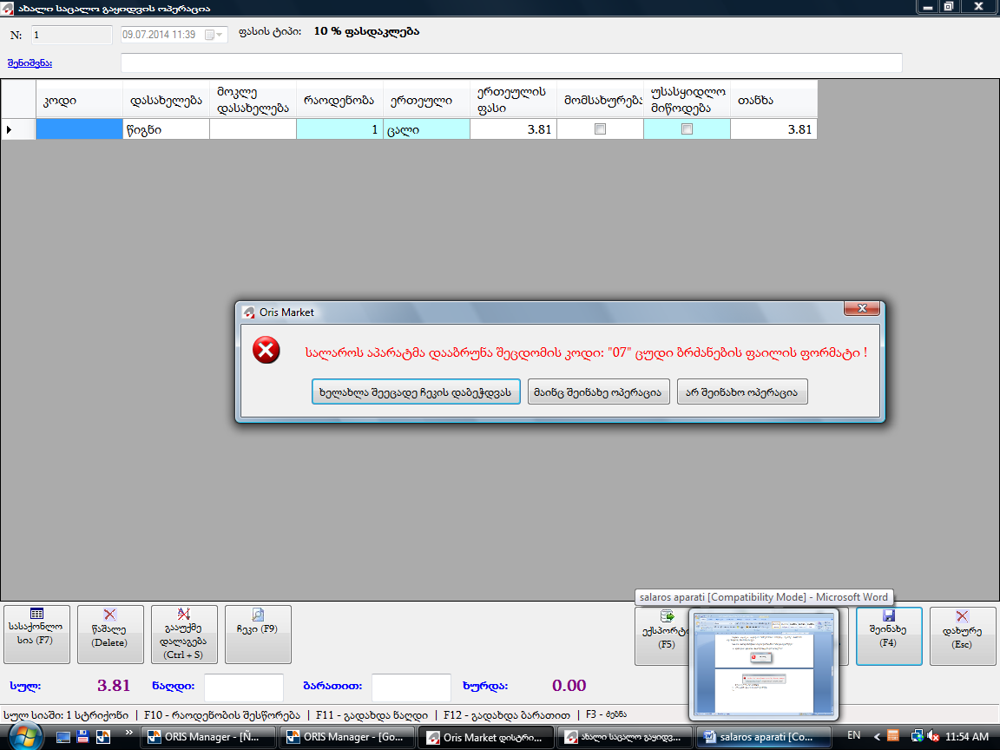 ახალი საცალო გაყიდვის ოპერაცია
N: 1 09.07.2014 11:39 ფასის ტიპი: 10 % ფასდაკლება
შენიშვნა:
კოდი დასახელება მოკლე დასახელება რაოდენობა ერთეული ერთეულის ფასი მომსახურება უსასყიდლო მიწოდება თანხა
წიგნი 1 ცალი 3.81 3.81
Oris Market
სალაროს აპარატმა დააბრუნა შეცდომის კოდი: "07" ცუდი ბრძანების ფაილის ფორმატი !
ხელახლა შეეცადე ჩეკის დაბეჭდვას მაინც შეინახე ოპერაცია არ შეინახო ოპერაცია
salaros aparati [Compatibility Mode] - Microsoft Word
სასაქონლო სია (F7) წაშალე (Delete) გააუქმე დალაგება (Ctrl + S) ჩეკი (F9) ექსპორტი (F5) შეინახე (F4) დახურე (Esc)
სულ: 3.81 ნაღდი: ბარათით: ხურდა: 0.00
სულ სიაში: 1 სტრიქონი | F10 - რაოდენობის შესწორება | F11 - გადახდა ნაღდი | F12 - გადახდა ბარათით | F3 - ძებნა
ORIS Manager - [Ñ... ORIS Manager - [Go... Oris Market დისტრი... ახალი საცალო გაყიდვ... salaros aparati [Co... EN 11:54 AM